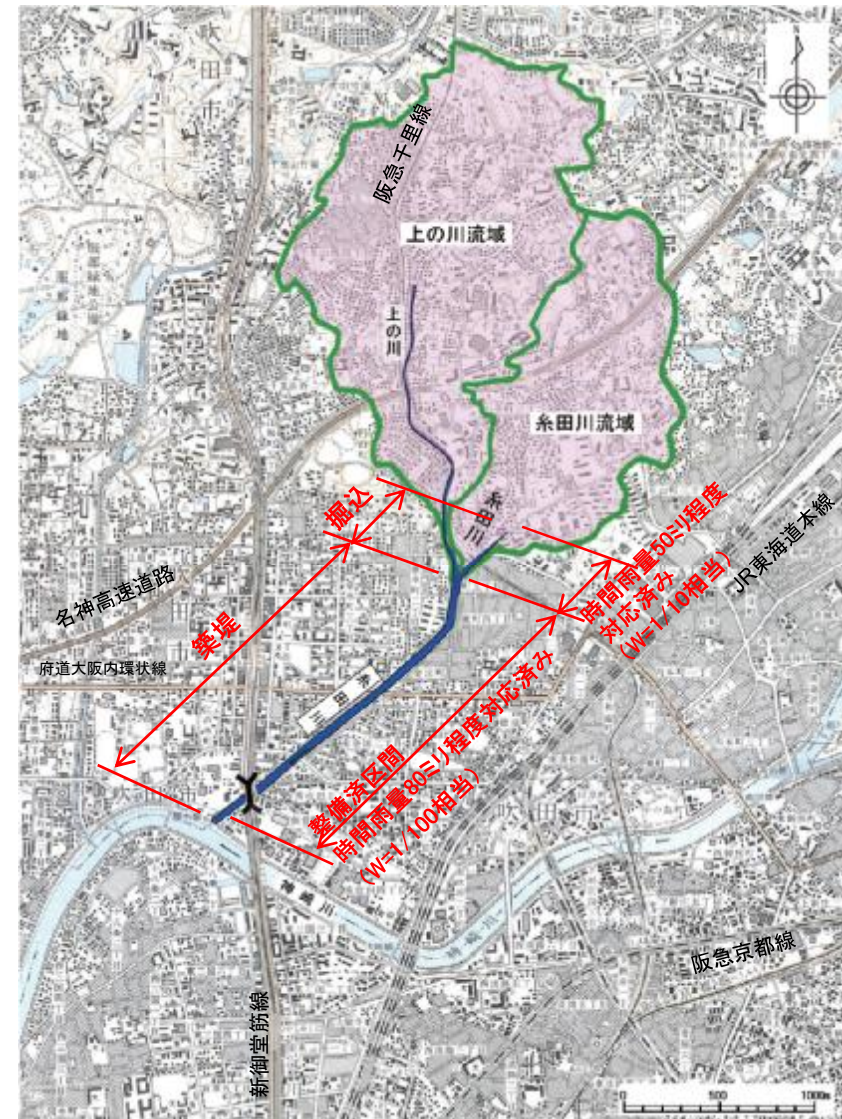 吹田市
阪急千里線
上の川流域
上の川
糸田川流域
糸田川
掘込
時間雨量50ミリ程度
対応済み
(W=1/10相当)
JR東海道本線
名神高速道路
築堤
府道大阪内環状線
糸田川
整備済区間
時間雨量80ミリ程度対応済み
(W=1/100相当)
神崎川
阪急京都線
新御堂筋線
0 500 1000m